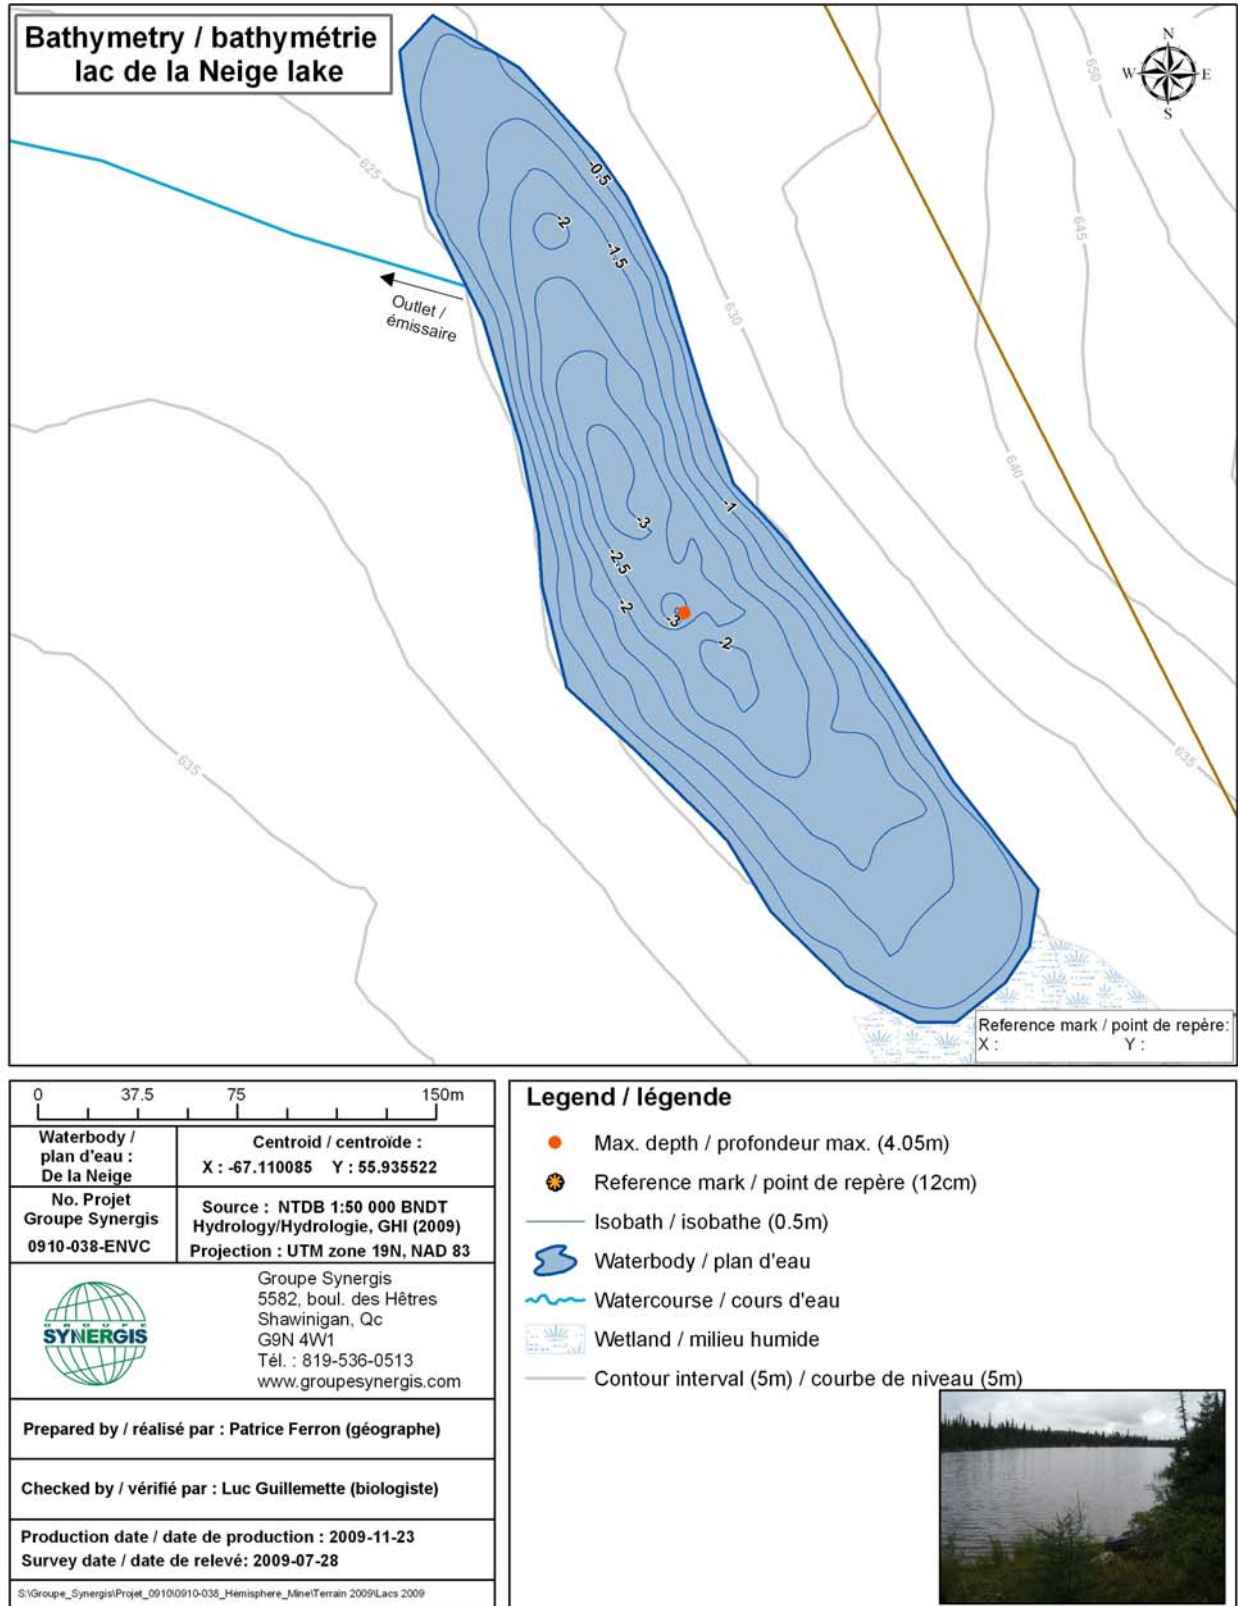 Bathymetry / bathymétrie
lac de la Neige lake
N
W E
S
650
645
640
635
630
625
635
-0.5
-2
-1.5
-1
-3
-2.5
-2
-3
-2
Outlet /
émissaire
Reference mark / point de repère:
X : Y :
0 37.5 75 150m
Waterbody /
plan d'eau :
De la Neige
Centroid / centroïde :
X : -67.110085 Y : 55.935522
No. Projet
Groupe Synergis
0910-038-ENVC
Source : NTDB 1:50 000 BNDT
Hydrology/Hydrologie, GHI (2009)
Projection : UTM zone 19N, NAD 83
GROUPE
SYNERGIS
Groupe Synergis
5582, boul. des Hêtres
Shawinigan, Qc
G9N 4W1
Tél. : 819-536-0513
www.groupesynergis.com
Prepared by / réalisé par : Patrice Ferron (géographe)
Checked by / vérifié par : Luc Guillemette (biologiste)
Production date / date de production : 2009-11-23
Survey date / date de relevé: 2009-07-28
S:\Groupe_Synergis\Projet_0910\0910-038_Hemisphere_Mine\Terrain 2009\Lacs 2009
Legend / légende
Max. depth / profondeur max. (4.05m)
Reference mark / point de repère (12cm)
Isobath / isobathe (0.5m)
Waterbody / plan d'eau
Watercourse / cours d'eau
Wetland / milieu humide
Contour interval (5m) / courbe de niveau (5m)